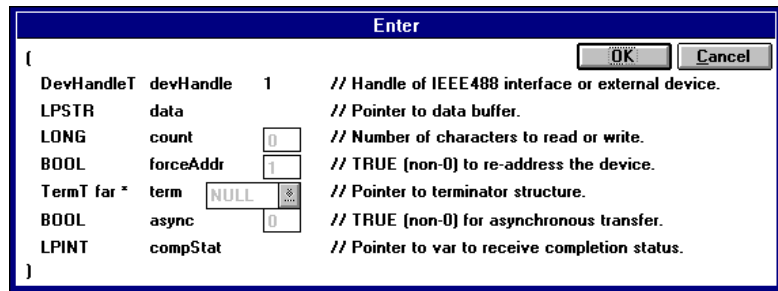 Enter
( OK Cancel
DevHandleT devHandle 1 // Handle of IEEE488 interface or external device.
LPSTR data // Pointer to data buffer.
LONG count 0 // Number of characters to read or write.
BOOL forceAddr 1 // TRUE (non-0) to re-address the device.
TermT far * term NULL // Pointer to terminator structure.
BOOL async 0 // TRUE (non-0) for asynchronous transfer.
LPINT compStat // Pointer to var to receive completion status.
)